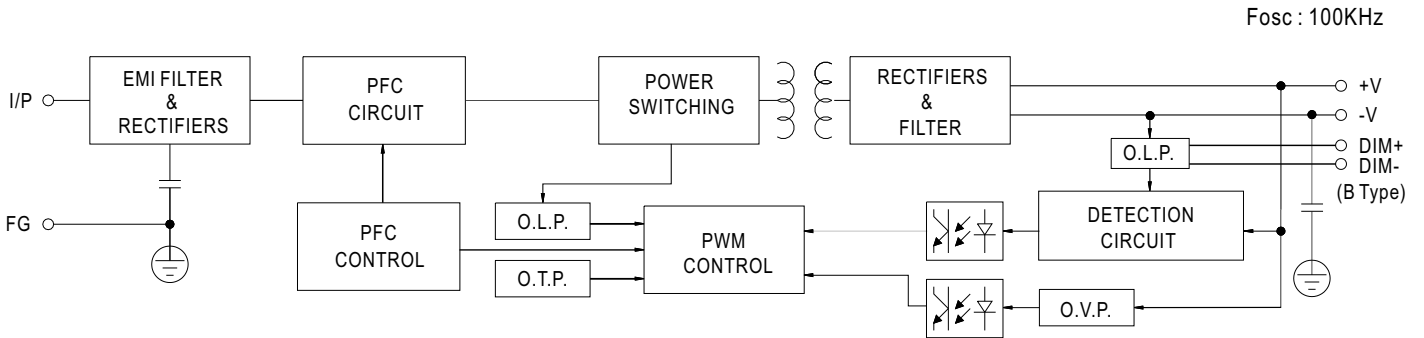 Fosc : 100KHz
I/P
EMI FILTER
&
RECTIFIERS
PFC
CIRCUIT
POWER
SWITCHING
RECTIFIERS
&
FILTER
+V
-V
DIM+
DIM-
(B Type)
O.L.P.
FG
PFC
CONTROL
O.L.P.
O.T.P.
PWM
CONTROL
DETECTION
CIRCUIT
O.V.P.